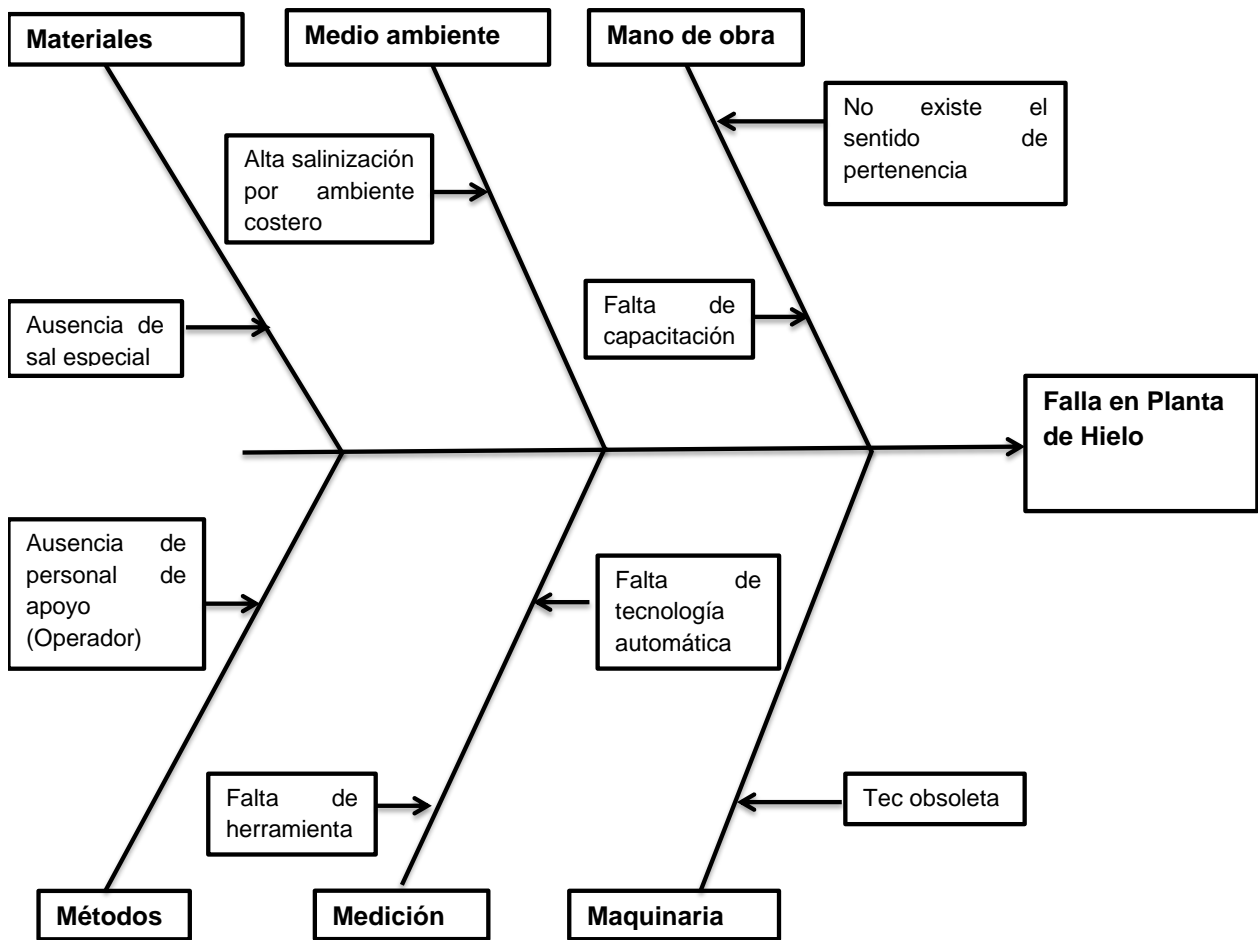 Materiales
Medio ambiente
Mano de obra
No existe el
sentido de
pertenencia
Alta salinización
por ambiente
costero
Ausencia de
sal especial
Falta de
capacitación
Falla en Planta
de Hielo
Ausencia de
personal de
apoyo
(Operador)
Falta de
tecnología
automática
Falta de
herramienta
Tec obsoleta
Métodos
Medición
Maquinaria